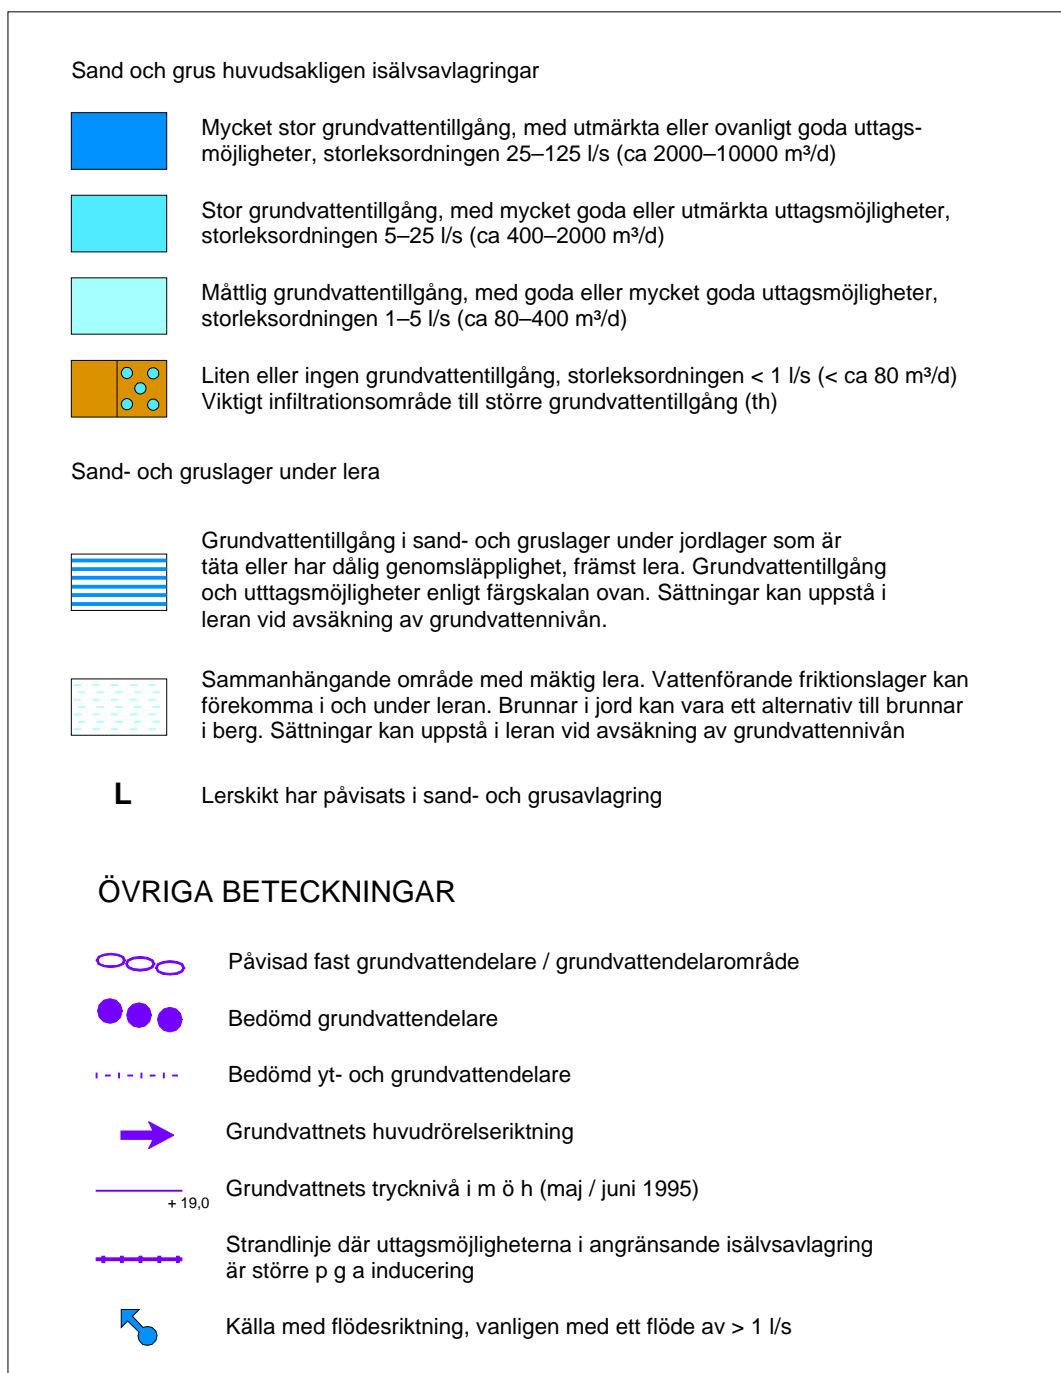 Sand och grus huvudsakligen isälvsavlagringar
Mycket stor grundvattentillgång, med utmärkta eller ovanligt goda uttags-
möjligheter, storleksordningen 25–125 l/s (ca 2000–10000 m³/d)
Stor grundvattentillgång, med mycket goda eller utmärkta uttagsmöjligheter,
storleksordningen 5–25 l/s (ca 400–2000 m³/d)
Måttlig grundvattentillgång, med goda eller mycket goda uttagsmöjligheter,
storleksordningen 1–5 l/s (ca 80–400 m³/d)
Liten eller ingen grundvattentillgång, storleksordningen < 1 l/s (< ca 80 m³/d)
Viktigt infiltrationsområde till större grundvattentillgång (th)
Sand- och gruslager under lera
Grundvattentillgång i sand- och gruslager under jordlager som är
täta eller har dålig genomsläpplighet, främst lera. Grundvattentillgång
och utttagsmöjligheter enligt färgskalan ovan. Sättningar kan uppstå i
leran vid avsäkning av grundvattennivån.
Sammanhängande område med mäktig lera. Vattenförande friktionslager kan
förekomma i och under leran. Brunnar i jord kan vara ett alternativ till brunnar
i berg. Sättningar kan uppstå i leran vid avsäkning av grundvattennivån
L Lerskikt har påvisats i sand- och grusavlagring
ÖVRIGA BETECKNINGAR
Påvisad fast grundvattendelare / grundvattendelarområde
Bedömd grundvattendelare
Bedömd yt- och grundvattendelare
Grundvattnets huvudrörelseriktning
Grundvattnets trycknivå i m ö h (maj / juni 1995)
+ 19,0
Strandlinje där uttagsmöjligheterna i angränsande isälvsavlagring
är större p g a inducering
Källa med flödesriktning, vanligen med ett flöde av > 1 l/s